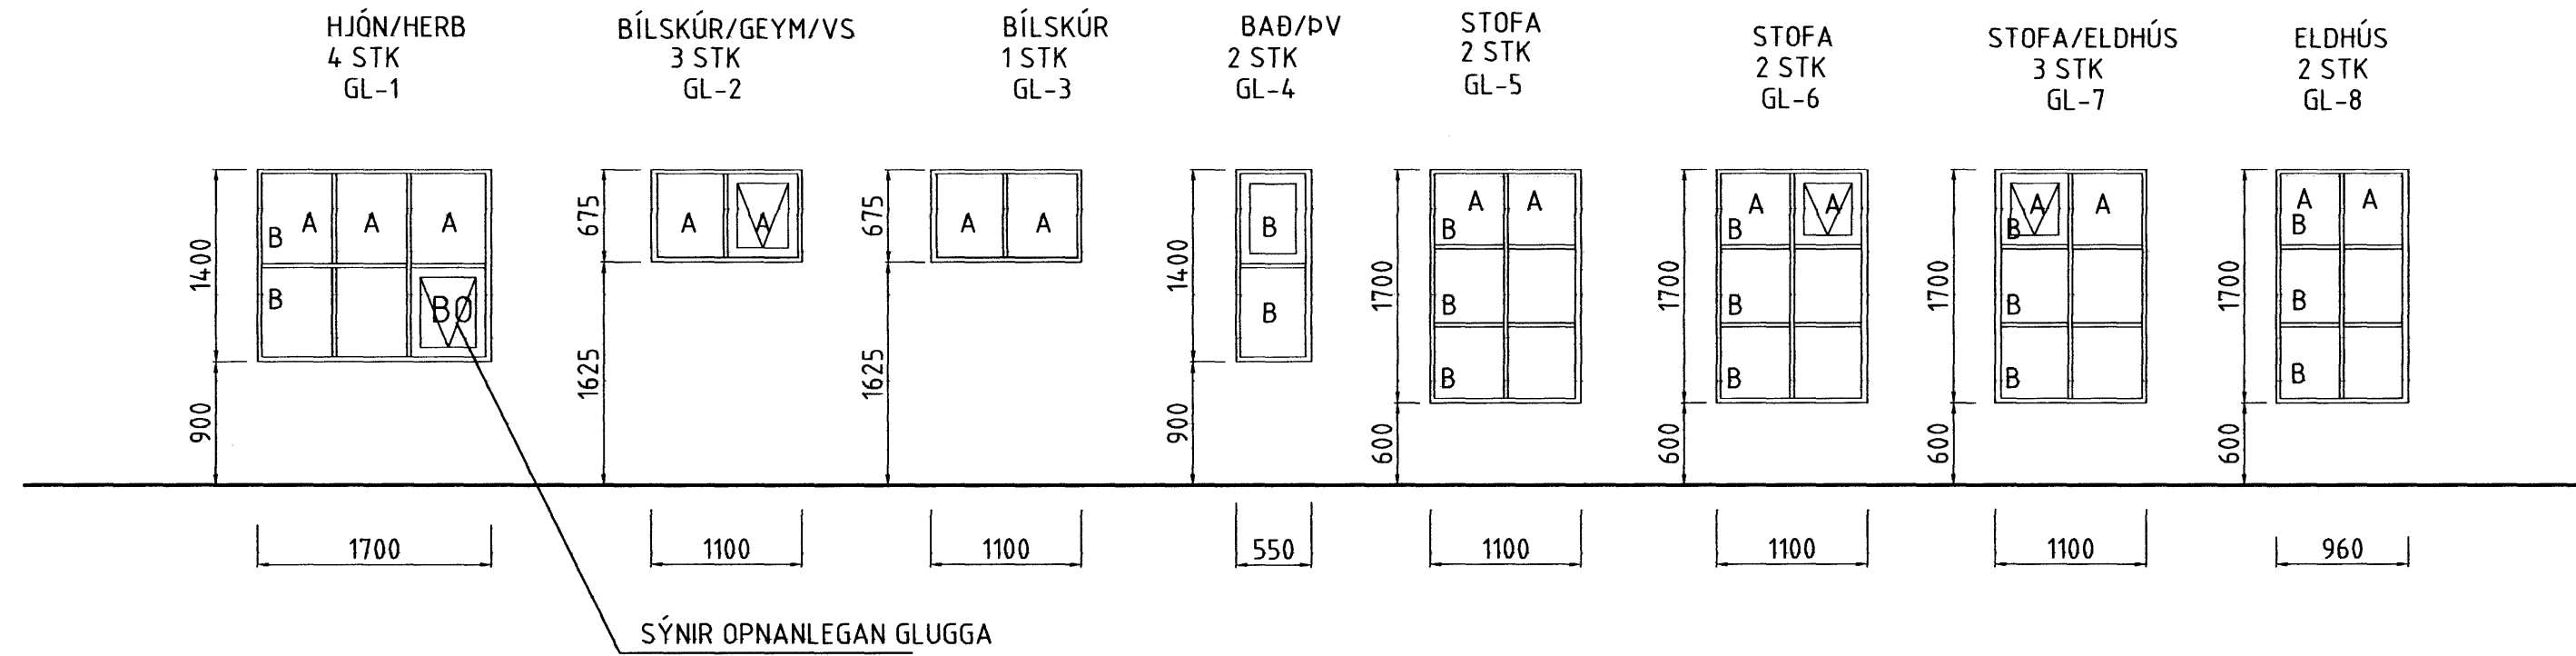 HJÓN/HERB
4 STK
GL-1
BÍLSKÚR/GEYM/VS
3 STK
GL-2
BÍLSKÚR
1 STK
GL-3
BAÐ/ÞV
2 STK
GL-4
STOFA
2 STK
GL-5
STOFA
2 STK
GL-6
STOFA/ELDHÚS
3 STK
GL-7
ELDHÚS
2 STK
GL-8
1400
900
B A A A
B BO
675
1625
A A
675
1625
A A
1400
900
B
B
1700
600
A A
B
B
B
1700
600
A A
B
B
B
1700
600
A A
B
B
B
1700
600
A A
B
B
B
1700
1100
1100
550
1100
1100
1100
960
SÝNIR OPNANLEGAN GLUGGA